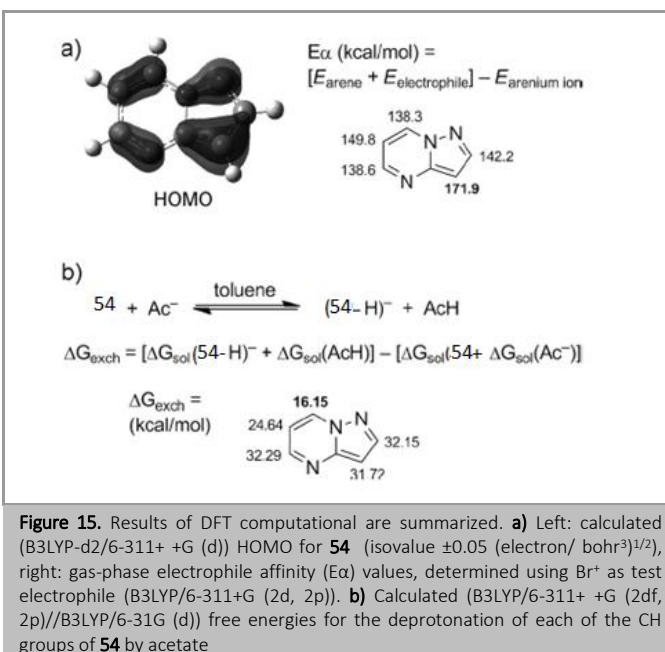 a)
Eα (kcal/mol) =
[Earene + Eelectrophile] – Earenium ion
138.3
149.8
N
N
142.2
138.6
N
171.9
HOMO
b)
toluene
54 + Ac⁻ (54-H)⁻ + AcH
ΔGexch = [ΔGsol(54-H)⁻ + ΔGsol(AcH)] – [ΔGsol(54+ ΔGsol(Ac⁻)]
ΔGexch =
(kcal/mol)
16.15
24.64
N
N
32.15
32.29
N
31.7?
Figure 15. Results of DFT computational are summarized. a) Left: calculated
(B3LYP-d2/6-311+ +G (d)) HOMO for 54 (isovalue ±0.05 (electron/ bohr³)¹/²),
right: gas-phase electrophile affinity (Eα) values, determined using Br⁺ as test
electrophile (B3LYP/6-311+G (2d, 2p)). b) Calculated (B3LYP/6-311+ +G (2df,
2p)//B3LYP/6-31G (d)) free energies for the deprotonation of each of the CH
groups of 54 by acetate